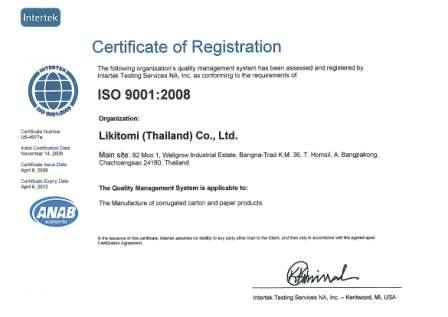 Intertek
Certificate of Registration
The following organization's quality management system has been assessed and registered by
Intertek Testing Services NA, Inc. as conforming to the requirements of:
INTERTEK
ISO 9001:2008
ISO 9001:2008
Organization:
Likitomi (Thailand) Co., Ltd.
Main site: 82 Moo 1, Wellgrow Industrial Estate, Bangna-Trad K.M. 36, T. Homsil, A. Bangpakong,
Chachoengsao 24180, Thailand
Certificate Number
Initial Certification Date
November 14, 2000
Certificate Issue Date
April 8, 2009
Certificate Expiry Date
April 8, 2012
The Quality Management System is applicable to:
The Manufacture of corrugated carton and paper products
ANAB
ACCREDITED
In the issuance of this certificate, Intertek assumes no liability to any party other than to the Client, and then only in accordance with the agreed upon
Certification Agreement.
Intertek Testing Services NA, Inc. – Kentwood, MI, USA